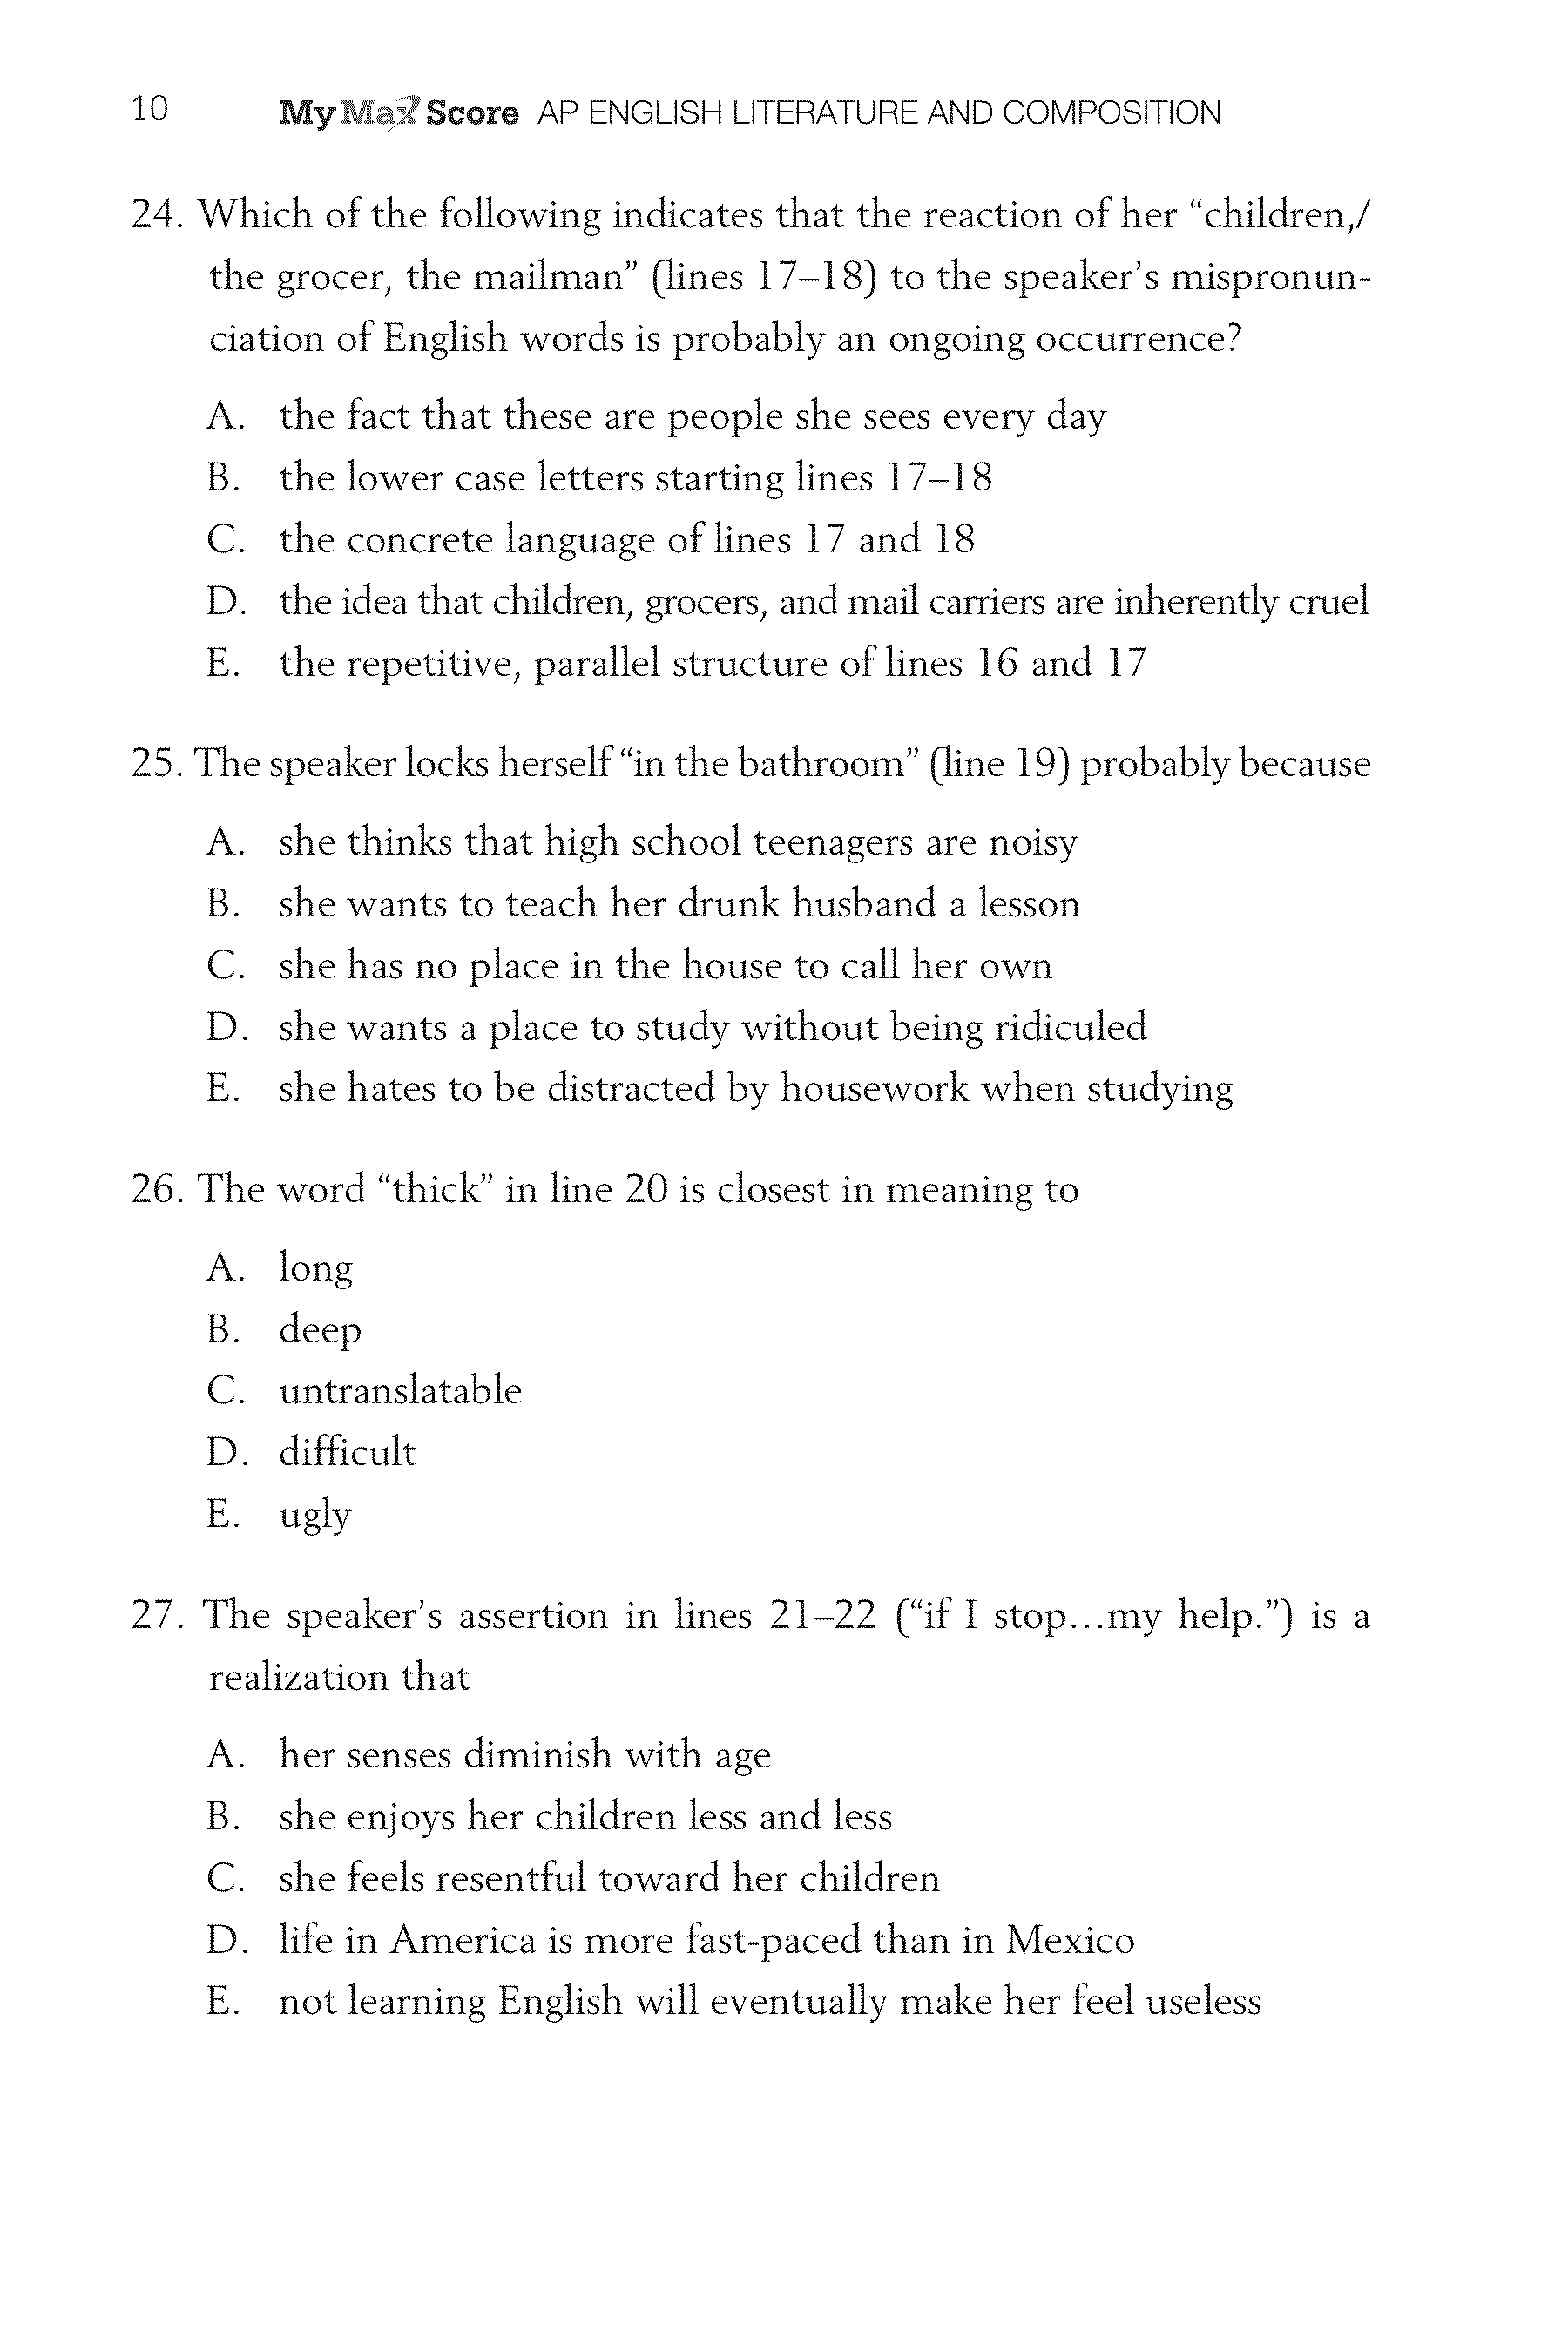 10 My Max Score AP ENGLISH LITERATURE AND COMPOSITION
24. Which of the following indicates that the reaction of her “children,/
the grocer, the mailman” (lines 17–18) to the speaker’s mispronun-
ciation of English words is probably an ongoing occurrence?
A. the fact that these are people she sees every day
B. the lower case letters starting lines 17–18
C. the concrete language of lines 17 and 18
D. the idea that children, grocers, and mail carriers are inherently cruel
E. the repetitive, parallel structure of lines 16 and 17
25. The speaker locks herself “in the bathroom” (line 19) probably because
A. she thinks that high school teenagers are noisy
B. she wants to teach her drunk husband a lesson
C. she has no place in the house to call her own
D. she wants a place to study without being ridiculed
E. she hates to be distracted by housework when studying
26. The word “thick” in line 20 is closest in meaning to
A. long
B. deep
C. untranslatable
D. difficult
E. ugly
27. The speaker’s assertion in lines 21–22 (“if I stop...my help.”) is a
realization that
A. her senses diminish with age
B. she enjoys her children less and less
C. she feels resentful toward her children
D. life in America is more fast-paced than in Mexico
E. not learning English will eventually make her feel useless